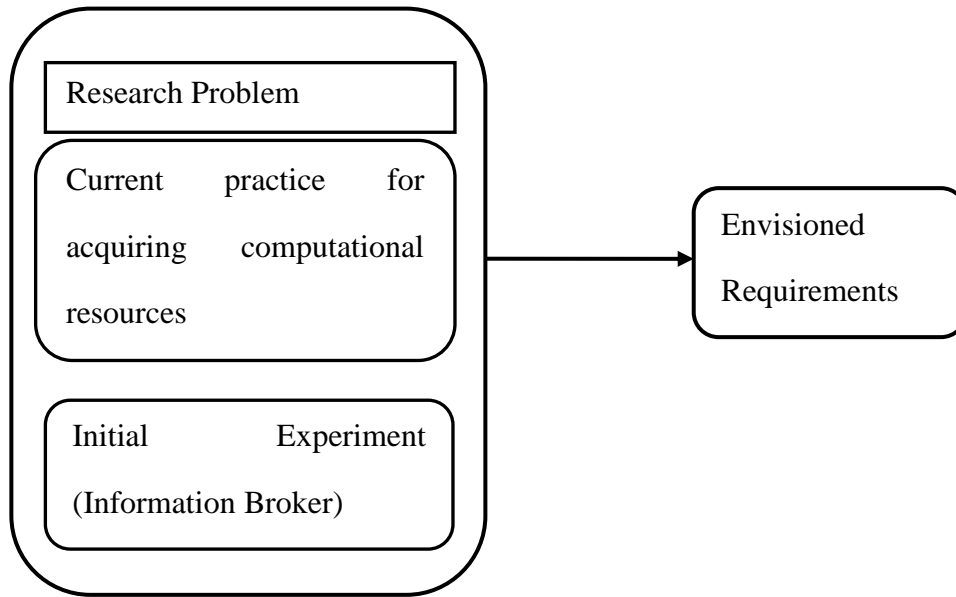 Research Problem
Current practice for
acquiring computational
resources
Initial Experiment
(Information Broker)
Envisioned
Requirements